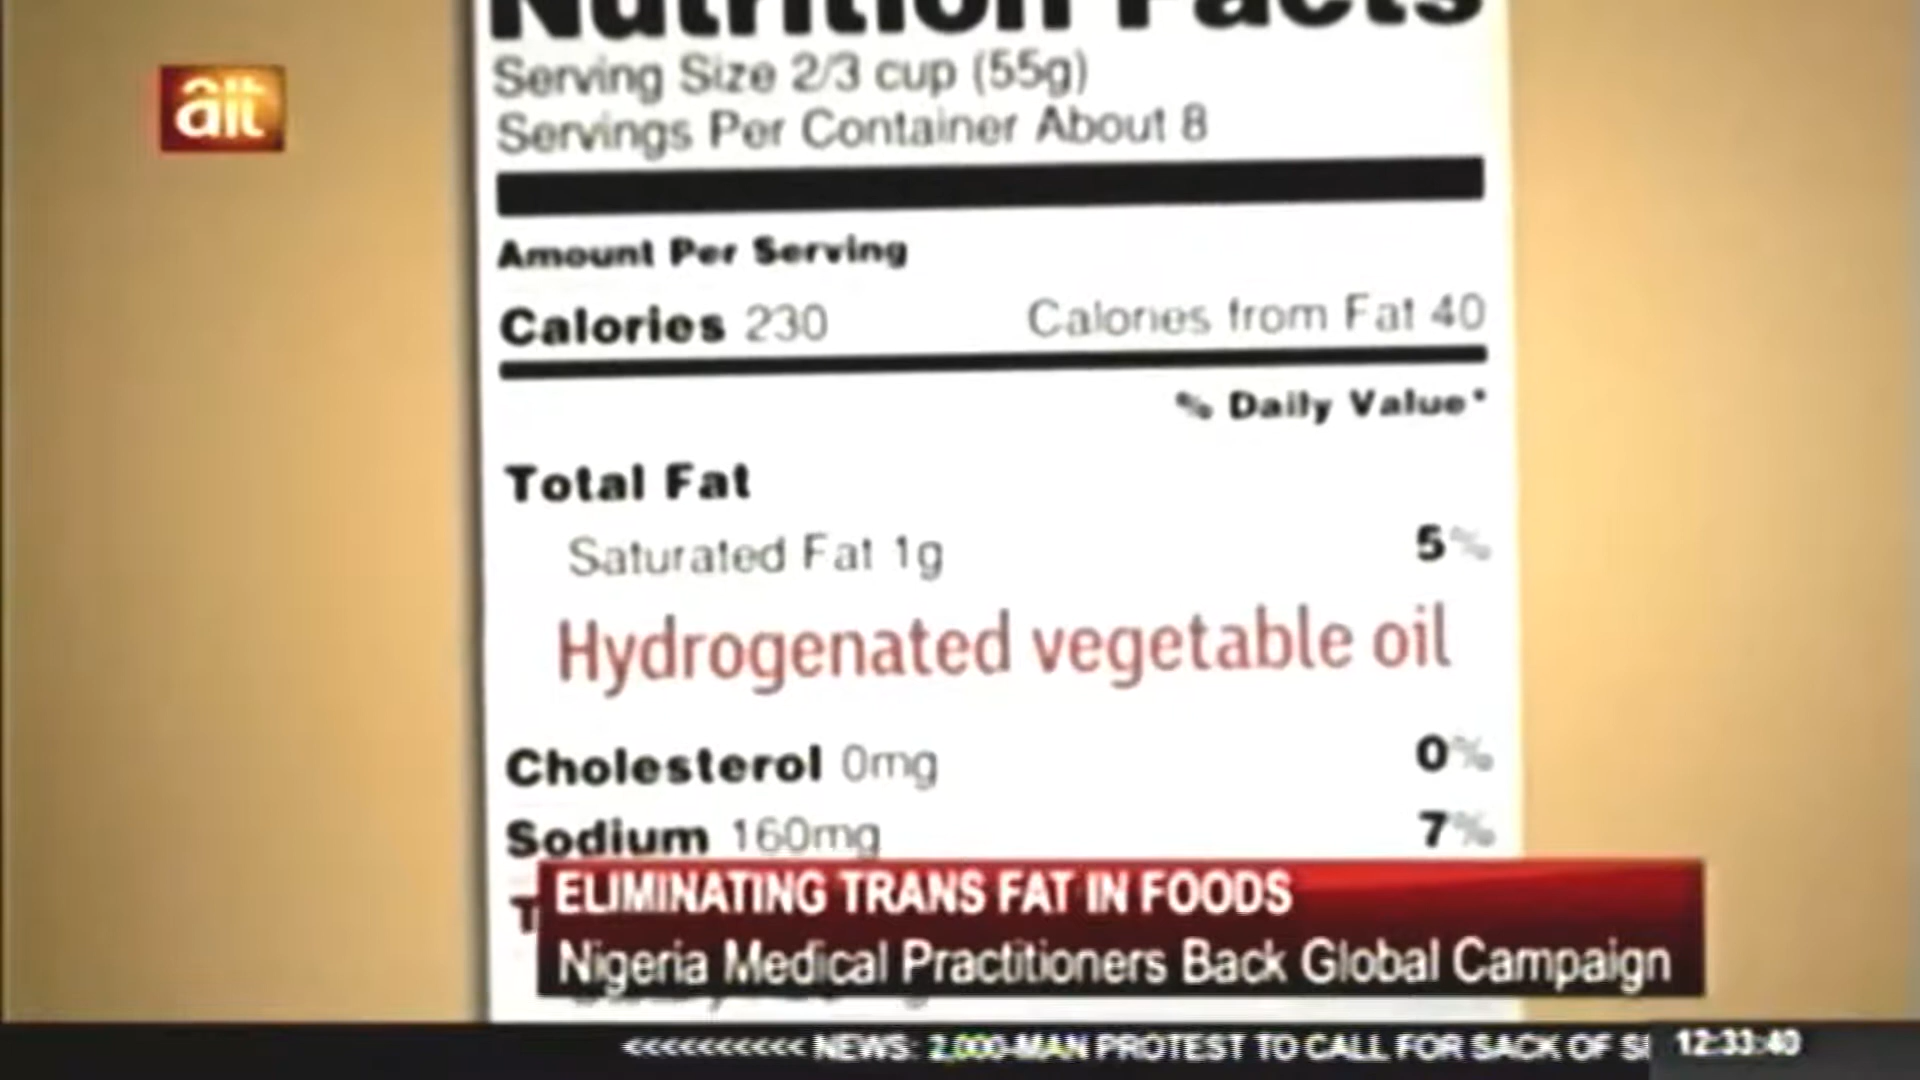 Nutrition Facts
ait
Serving Size 2/3 cup (55g)
Servings Per Container About 8
Amount Per Serving
Calories 230 Calories from Fat 40
% Daily Value*
Total Fat
Saturated Fat 1g 5%
Hydrogenated vegetable oil
Cholesterol 0mg 0%
Sodium 160mg 7%
ELIMINATING TRANS FAT IN FOODS
Nigeria Medical Practitioners Back Global Campaign
<<<<<<<<<< NEWS: 2,000-MAN PROTEST TO CALL FOR SACK OF 12:33:40